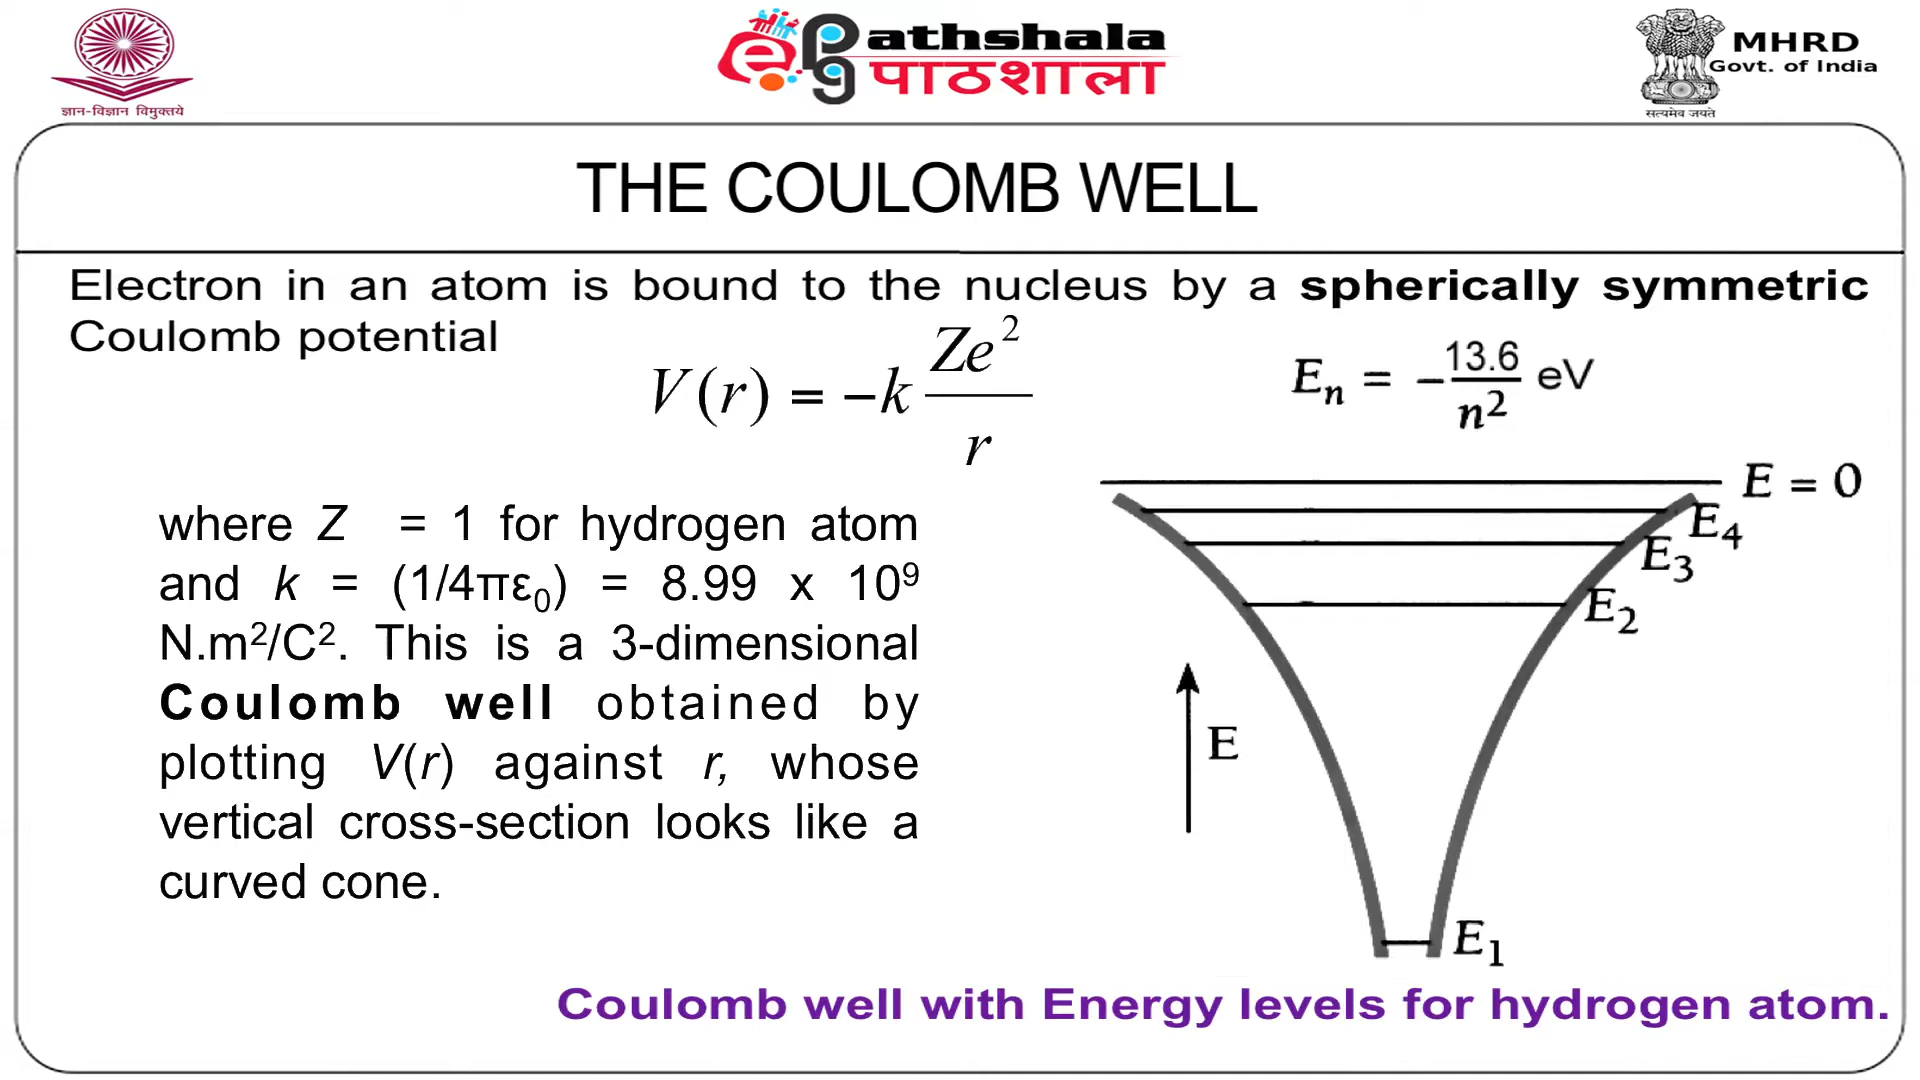 ज्ञान-विज्ञान विमुक्तये
ePathshala
पाठशाला
MHRD
Govt. of India
सत्यमेव जयते
THE COULOMB WELL
Electron in an atom is bound to the nucleus by a spherically symmetric
Coulomb potential
V(r) = −k Ze²/r
Eₙ = −13.6/n² eV
where Z = 1 for hydrogen atom
and k = (1/4πε₀) = 8.99 x 10⁹
N.m²/C². This is a 3-dimensional
Coulomb well obtained by
plotting V(r) against r, whose
vertical cross-section looks like a
curved cone.
E = 0
E₄
E₃
E₂
E
E₁
Coulomb well with Energy levels for hydrogen atom.